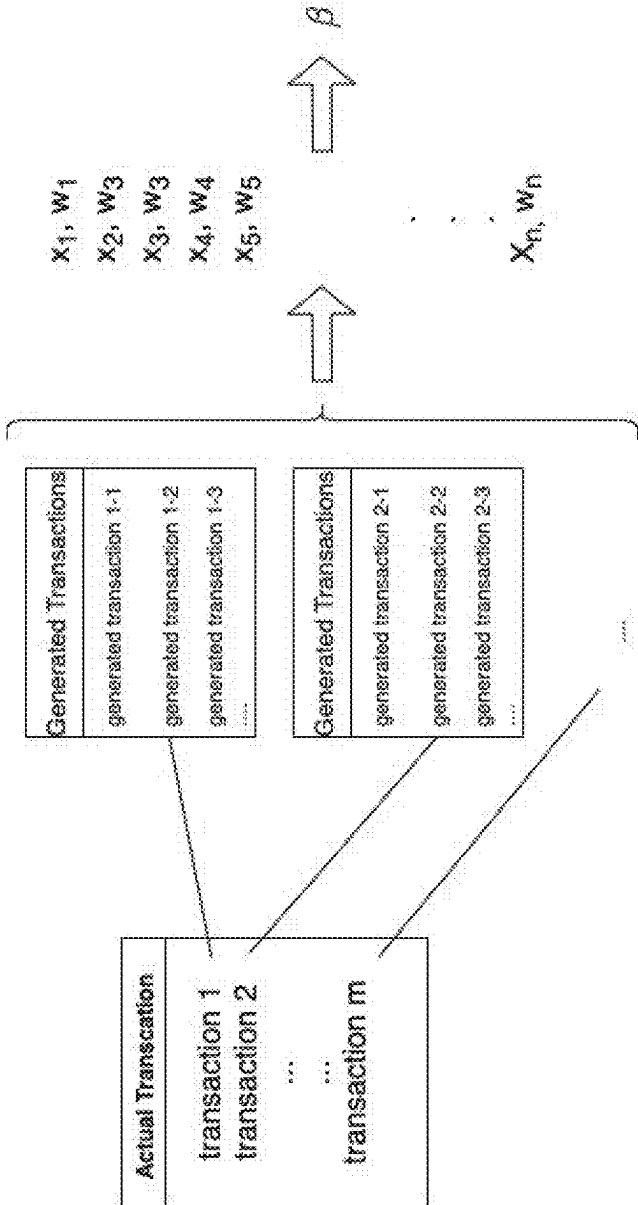 Actual Transcation
transaction 1
transaction 2
...
...
transaction m
Generated Transactions
generated transaction 1-1
generated transaction 1-2
generated transaction 1-3
....
Generated Transactions
generated transaction 2-1
generated transaction 2-2
generated transaction 2-3
....
....
x1, w1
x2, w3
x3, w3
x4, w4
x5, w5
. . .
Xn, wn
β